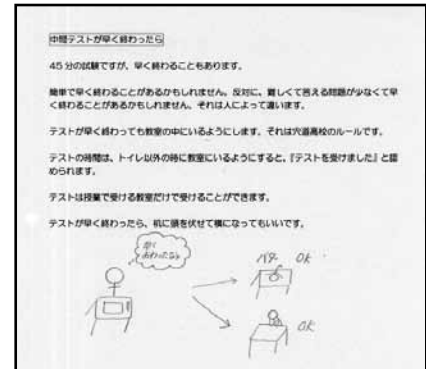 中間テストが早く終わったら
45分の試験ですが、早く終わることもあります。
簡単で早く終わることがあるかもしれません。反対に、難しくて答える問題が少なくて早
く終わることがあるかもしれません。それは人によって違います。
テストが早く終わっても教室の中にいるようにします。それは穴道高校のルールです。
テストの時間は、トイレ以外の時に教室にいるようにすると、『テストを受けました』と認
められます。
テストは授業で受ける教室だけで受けることができます。
テストが早く終わったら、机に頭を伏せて横になってもいいです。
早く
おわったなら
OK
OK